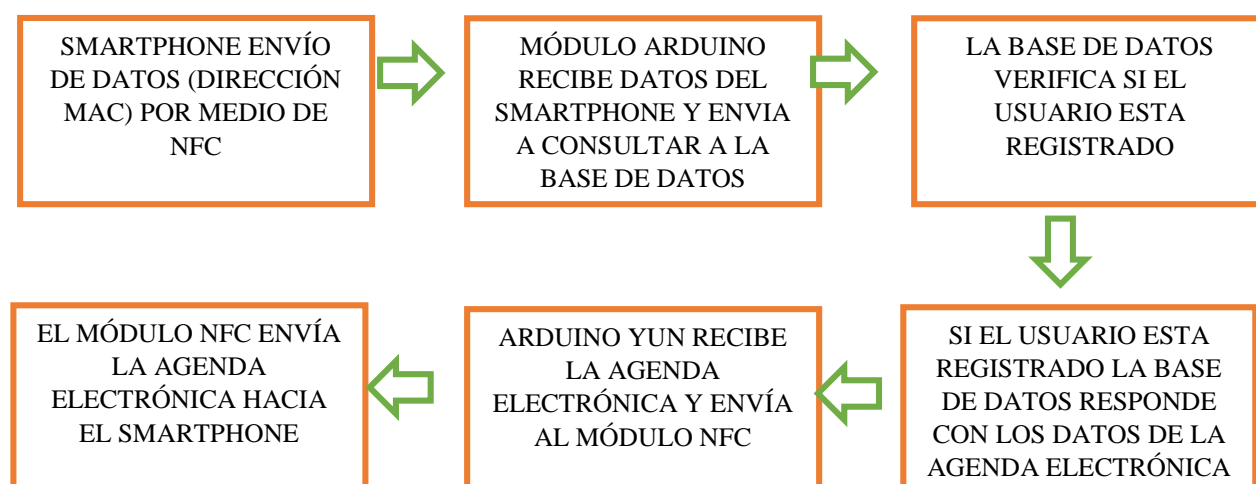 SMARTPHONE ENVÍO
DE DATOS (DIRECCIÓN
MAC) POR MEDIO DE
NFC
MÓDULO ARDUINO
RECIBE DATOS DEL
SMARTPHONE Y ENVIA
A CONSULTAR A LA
BASE DE DATOS
LA BASE DE DATOS
VERIFICA SI EL
USUARIO ESTA
REGISTRADO
SI EL USUARIO ESTA
REGISTRADO LA BASE
DE DATOS RESPONDE
CON LOS DATOS DE LA
AGENDA ELECTRÓNICA
ARDUINO YUN RECIBE
LA AGENDA
ELECTRÓNICA Y ENVÍA
AL MÓDULO NFC
EL MÓDULO NFC ENVÍA
LA AGENDA
ELECTRÓNICA HACIA
EL SMARTPHONE